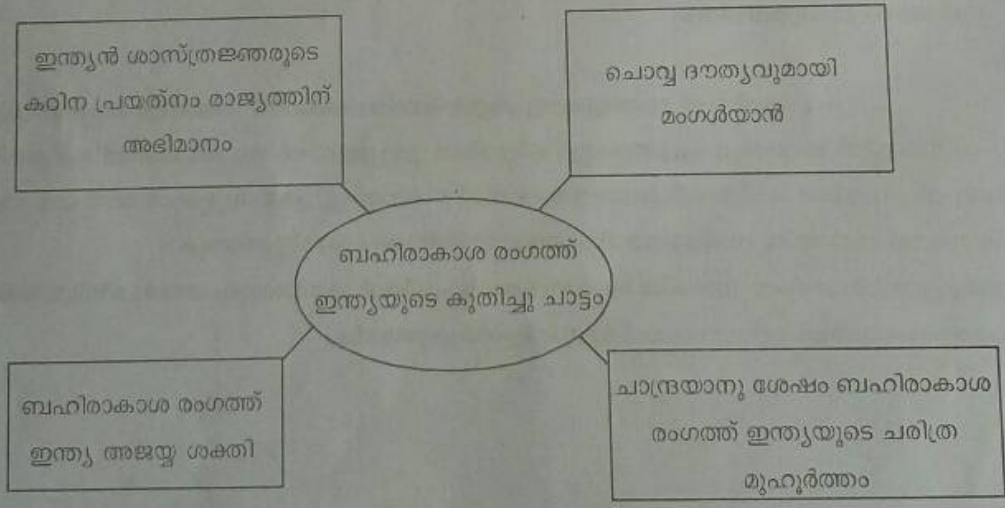 ഇന്ത്യൻ ശാസ്ത്രജ്ഞരുടെ
കഠിന പ്രയത്നം രാജ്യത്തിന്
അഭിമാനം
ചൊവ്വ ദൗത്യവുമായി
മംഗൾയാൻ
ബഹിരാകാശ രംഗത്ത്
ഇന്ത്യയുടെ കുതിച്ചു ചാട്ടം
ബഹിരാകാശ രംഗത്ത്
ഇന്ത്യ അജയ്യ ശക്തി
ചാന്ദ്രയാനു ശേഷം ബഹിരാകാശ
രംഗത്ത് ഇന്ത്യയുടെ ചരിത്ര
മുഹൂർത്തം